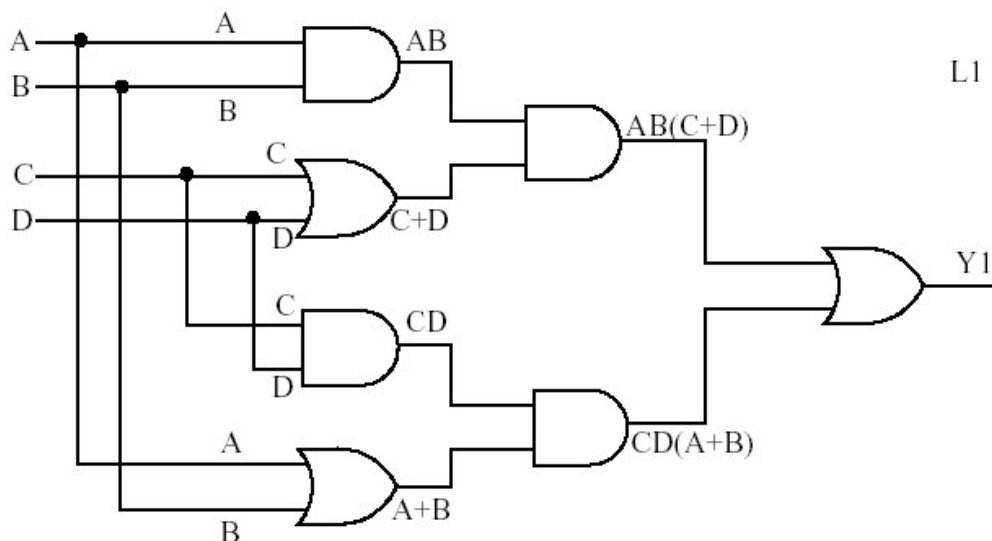 A A AB
L1
B B
AB(C+D)
C C
D D C+D
Y1
C CD
D
A CD(A+B)
B A+B